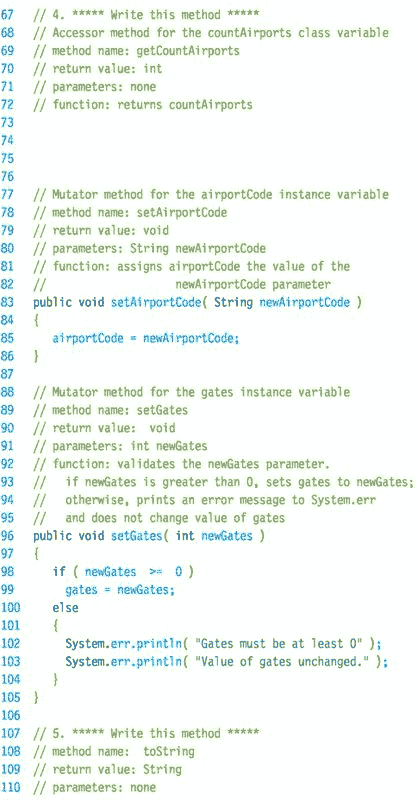 67 // 4. ***** Write this method *****
68 // Accessor method for the countAirports class variable
69 // method name: getCountAirports
70 // return value: int
71 // parameters: none
72 // function: returns countAirports
73
74
75
76
77 // Mutator method for the airportCode instance variable
78 // method name: setAirportCode
79 // return value: void
80 // parameters: String newAirportCode
81 // function: assigns airportCode the value of the
82 // newAirportCode parameter
83 public void setAirportCode( String newAirportCode )
84 {
85 airportCode = newAirportCode;
86 }
87
88 // Mutator method for the gates instance variable
89 // method name: setGates
90 // return value: void
91 // parameters: int newGates
92 // function: validates the newGates parameter.
93 // if newGates is greater than 0, sets gates to newGates;
94 // otherwise, prints an error message to System.err
95 // and does not change value of gates
96 public void setGates( int newGates )
97 {
98 if ( newGates >= 0 )
99 gates = newGates;
100 else
101 {
102 System.err.println( "Gates must be at least 0" );
103 System.err.println( "Value of gates unchanged." );
104 }
105 }
106
107 // 5. ***** Write this method *****
108 // method name: toString
109 // return value: String
110 // parameters: none